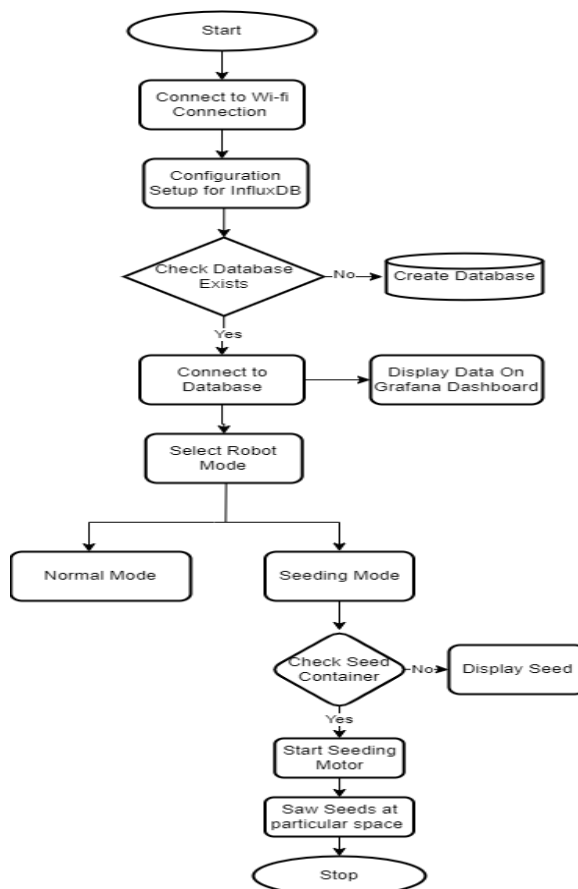 Start
Connect to Wi-fi
Connection
Configuration
Setup for InfluxDB
Check Database
Exists
No
Create Database
Yes
Connect to
Database
Display Data On
Grafana Dashboard
Select Robot
Mode
Normal Mode
Seeding Mode
Check Seed
Container
No
Display Seed
Yes
Start Seeding
Motor
Saw Seeds at
particular space
Stop